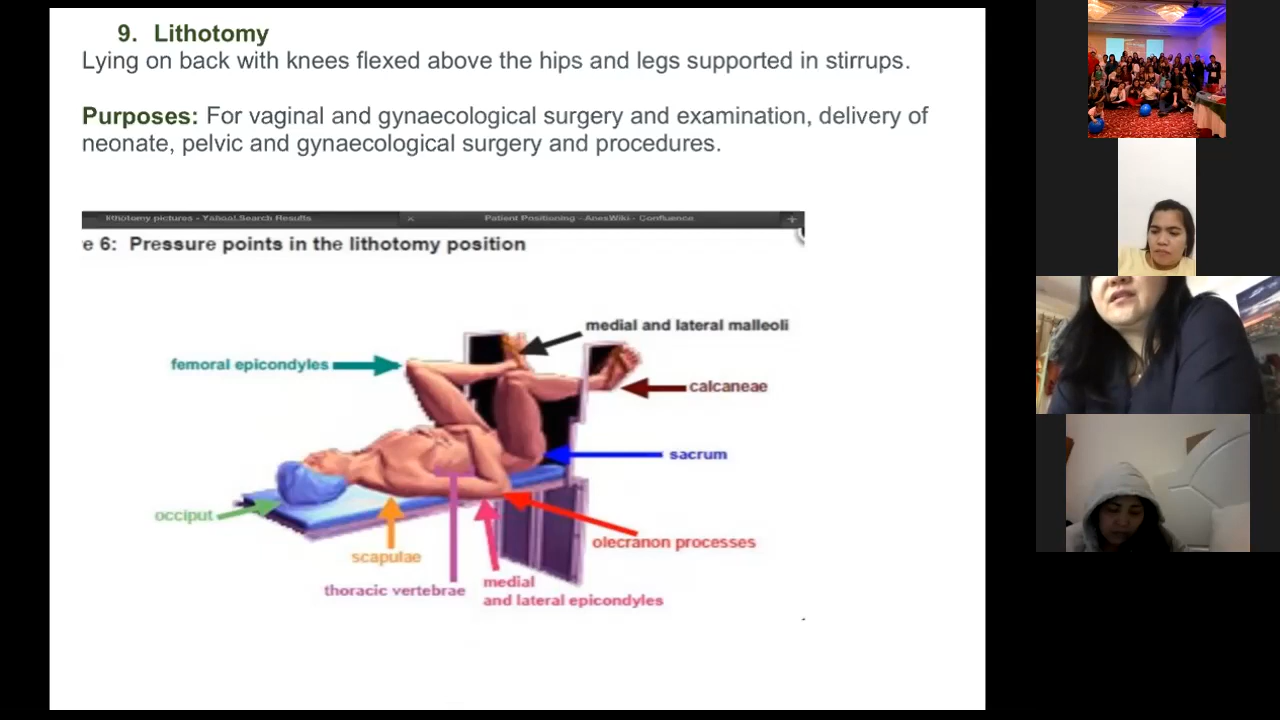 9. Lithotomy
Lying on back with knees flexed above the hips and legs supported in stirrups.
Purposes: For vaginal and gynaecological surgery and examination, delivery of
neonate, pelvic and gynaecological surgery and procedures.
lithotomy pictures - Yahoo! Search Results
Patient Positioning - AnesWiki - Confluence
e 6: Pressure points in the lithotomy position
medial and lateral malleoli
femoral epicondyles
calcaneae
sacrum
occiput
olecranon processes
scapulae
thoracic vertebrae
medial
and lateral epicondyles